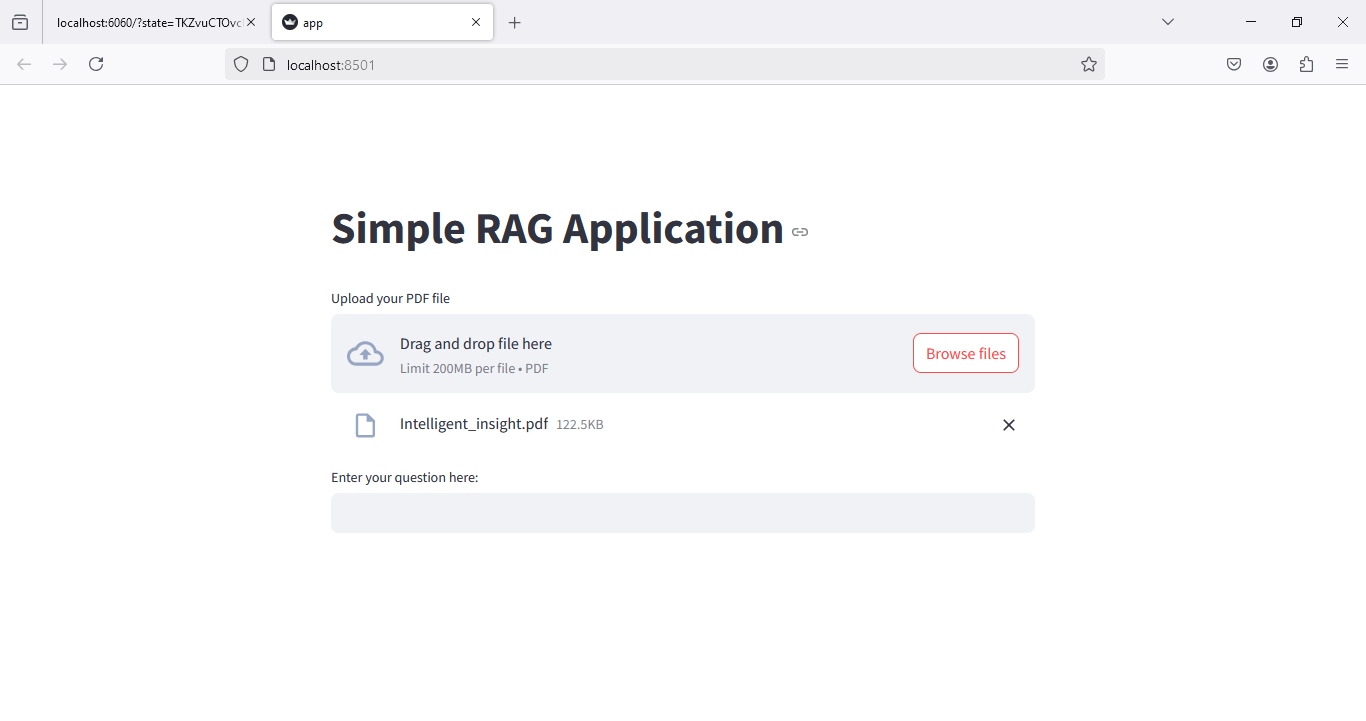 localhost:6060/?state=TKZvuCTOvc
app
localhost:8501
Simple RAG Application
Upload your PDF file
Drag and drop file here
Limit 200MB per file • PDF
Browse files
Intelligent_insight.pdf 122.5KB
Enter your question here: